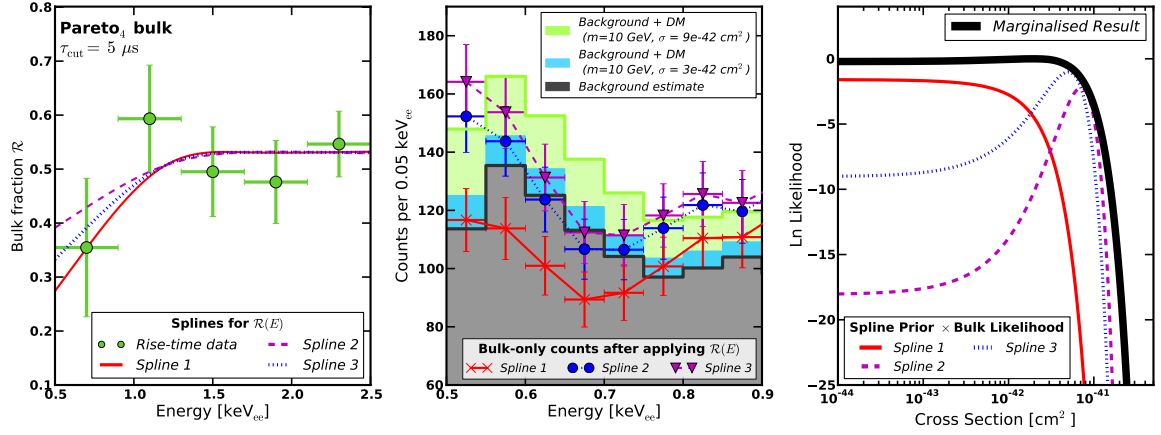 Pareto₄ bulk
τcut = 5 μs
Bulk fraction ℛ
0.8
0.7
0.6
0.5
0.4
0.3
0.2
0.1
Splines for ℛ(E)
Rise-time data
Spline 1
Spline 2
Spline 3
0.5 1.0 1.5 2.0 2.5
Energy [keVee]
Counts per 0.05 keVee
180
160
140
120
100
80
60
Background + DM
(m=10 GeV, σ = 9e-42 cm²)
Background + DM
(m=10 GeV, σ = 3e-42 cm²)
Background estimate
Bulk-only counts after applying ℛ(E)
Spline 1 Spline 2 Spline 3
0.5 0.6 0.7 0.8 0.9
Energy [keVee]
Ln Likelihood
5
0
−5
−10
−15
−20
−25
Marginalised Result
Spline Prior × Bulk Likelihood
Spline 1
Spline 2
Spline 3
10⁻⁴⁴ 10⁻⁴³ 10⁻⁴² 10⁻⁴¹
Cross Section [cm² ]